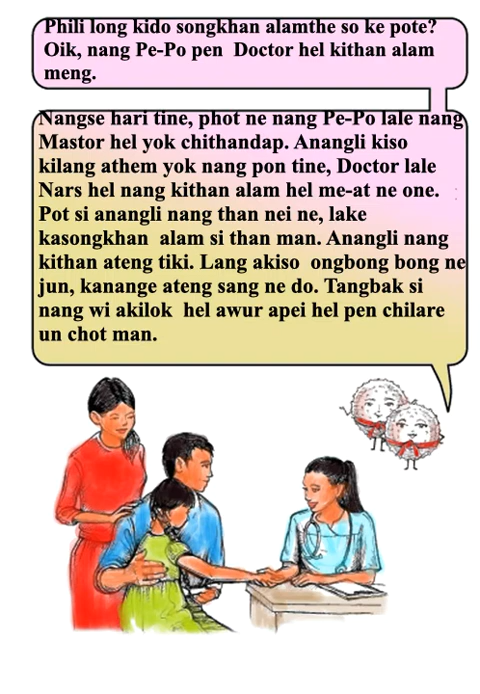 Phili long kido songkhan alamthe so ke pote?
Oik, nang Pe-Po pen Doctor hel kithan alam
meng.
Nangse hari tine, phot ne nang Pe-Po lale nang
Mastor hel yok chithandap. Anangli kiso
kilang athem yok nang pon tine, Doctor lale
Nars hel nang kithan alam hel me-at ne one.
Pot si anangli nang than nei ne, lake
kasongkhan alam si than man. Anangli nang
kithan ateng tiki. Lang akiso ongbong bong ne
jun, kanange ateng sang ne do. Tangbak si
nang wi akilok hel awur apei hel pen chilare
un chot man.